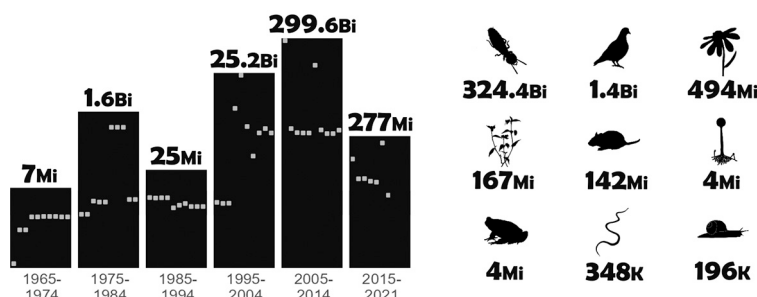 299.6Bi
25.2Bi
1.6Bi
277Mi
25Mi
7Mi
324.4Bi 1.4Bi 494Mi
167Mi 142Mi 4Mi
4Mi 348K 196K
1965- 1975- 1985- 1995- 2005- 2015-
1974 1984 1994 2004 2014 2021